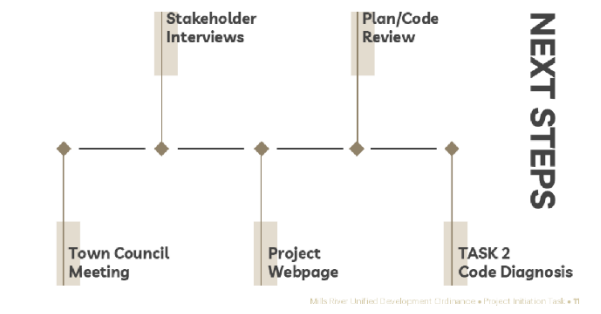 Stakeholder
Interviews
Plan/Code
Review
NEXT STEPS
Town Council
Meeting
Project
Webpage
TASK 2
Code Diagnosis
Mills River Unified Development Ordinance • Project Initiation Task • 11